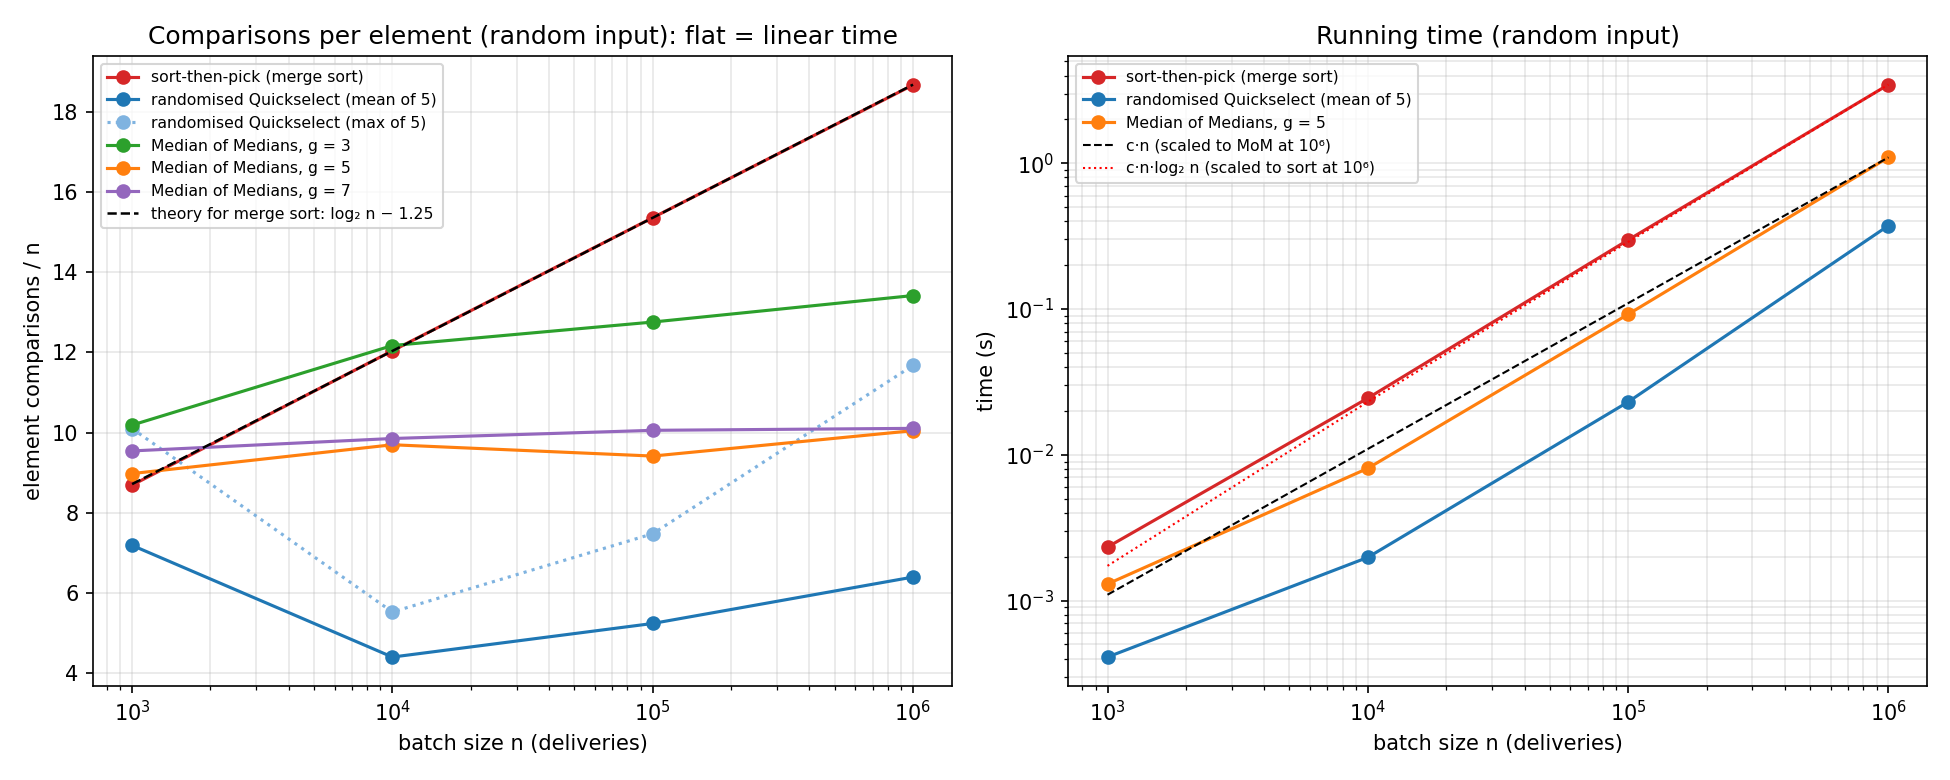 Comparisons per element (random input): flat = linear time
sort-then-pick (merge sort)
randomised Quickselect (mean of 5)
randomised Quickselect (max of 5)
Median of Medians, g = 3
Median of Medians, g = 5
Median of Medians, g = 7
theory for merge sort: log₂ n − 1.25
element comparisons / n
18
16
14
12
10
8
6
4
10³
10⁴
10⁵
10⁶
batch size n (deliveries)
Running time (random input)
sort-then-pick (merge sort)
randomised Quickselect (mean of 5)
Median of Medians, g = 5
c·n (scaled to MoM at 10⁶)
c·n·log₂ n (scaled to sort at 10⁶)
time (s)
10⁰
10⁻¹
10⁻²
10⁻³
10³
10⁴
10⁵
10⁶
batch size n (deliveries)